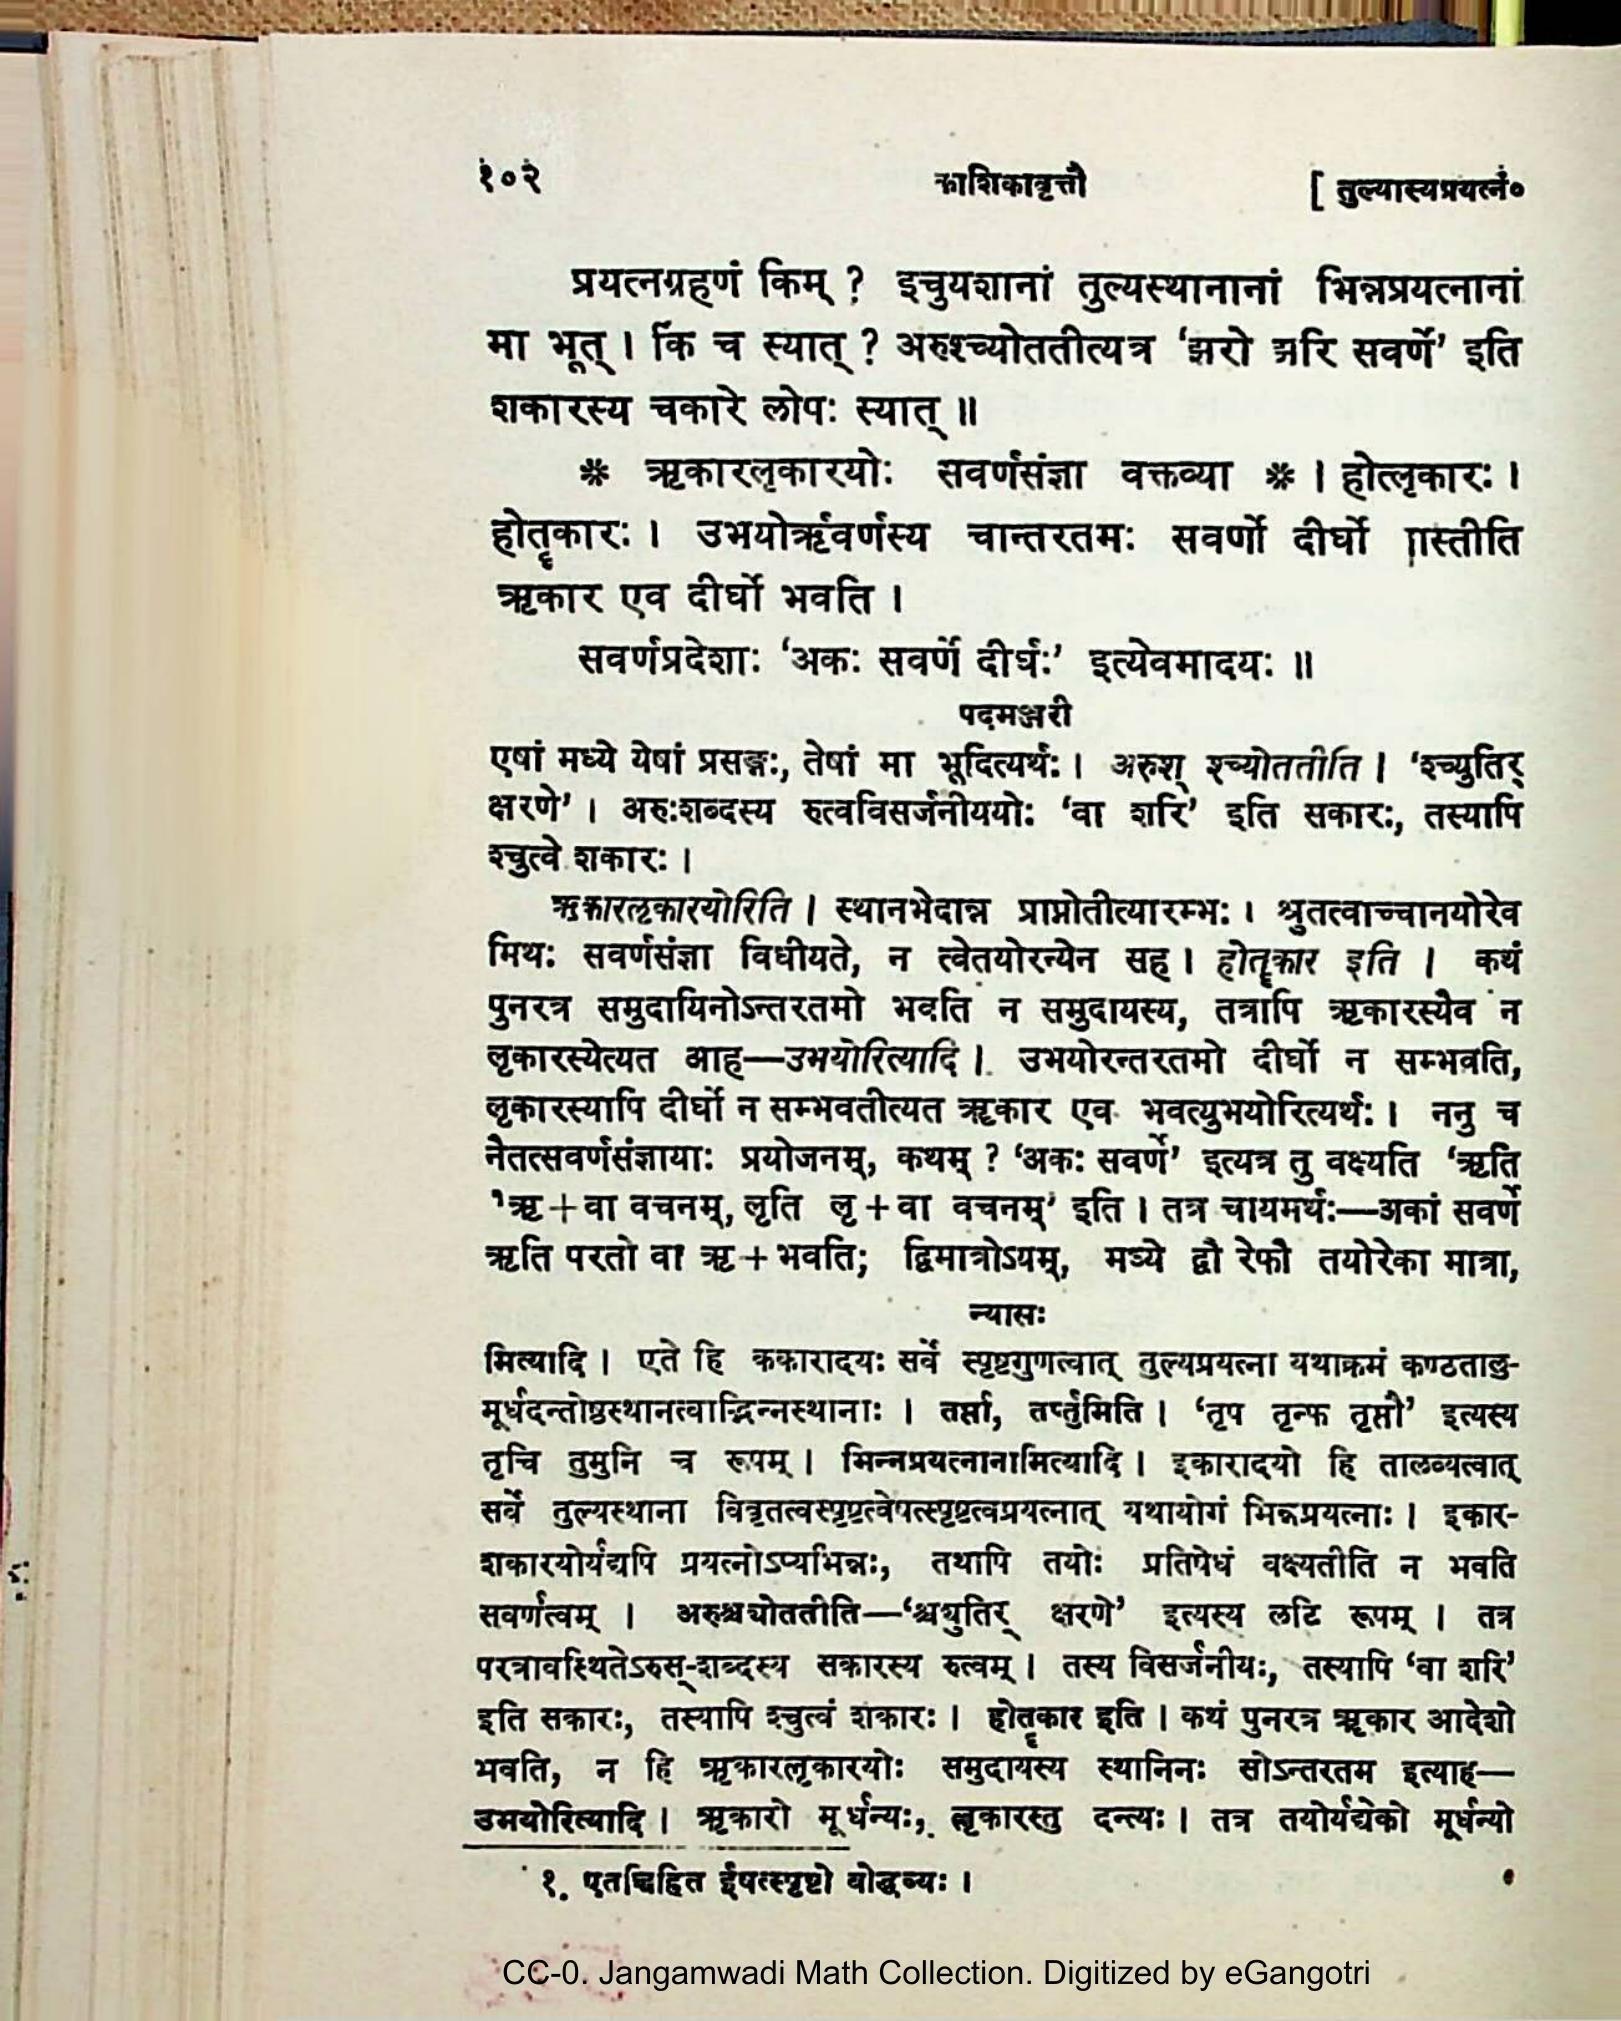 १०२ काशिकावृत्तौ [ तुल्यास्यप्रयत्नं०
प्रयत्नग्रहणं किम् ? इचुयशानां तुल्यस्थानानां भिन्नप्रयत्नानां
मा भूत् । किं च स्यात् ? अरुश्च्योततीत्यत्र ‘झरो झरि सवर्णे’ इति
शकारस्य चकारे लोपः स्यात् ॥
* ऋकारलृकारयोः सवर्णसंज्ञा वक्तव्या * । होत्लृकारः ।
होतॄकारः । उभयोर्ऋवर्णस्य चान्तरतमः सवर्णो दीर्घो नास्तीति
ॠकार एव दीर्घो भवति ।
सवर्णप्रदेशाः ‘अकः सवर्णे दीर्घः’ इत्येवमादयः ॥
पदमञ्जरी
एषां मध्ये येषां प्रसङ्गः, तेषां मा भूदित्यर्थः । अरुश् श्च्योततीति । ‘श्च्युतिर्
क्षरणे’ । अरुःशब्दस्य रुत्वविसर्जनीययोः ‘वा शरि’ इति सकारः, तस्यापि
श्चुत्वे शकारः ।
ऋकारलृकारयोरिति । स्थानभेदान्न प्राप्नोतीत्यारम्भः । श्रुतत्वाच्चानयोरेव
मिथः सवर्णसंज्ञा विधीयते, न त्वेतयोरन्येन सह । होतॄकार इति । कथं
पुनरत्र समुदायिनोऽन्तरतमो भवति न समुदायस्य, तत्रापि ऋकारस्यैव न
लृकारस्येत्यत आह—उभयोरित्यादि । उभयोरन्तरतमो दीर्घो न सम्भवति,
लृकारस्यापि दीर्घो न सम्भवतीत्यत ॠकार एव भवत्युभयोरित्यर्थः । ननु च
नैतत्सवर्णसंज्ञायाः प्रयोजनम्, कथम् ? ‘अकः सवर्णे’ इत्यत्र तु वक्ष्यति ‘ऋति
¹ऋ+वा वचनम्, लृति लृ+वा वचनम्’ इति । तत्र चायमर्थः—अकां सवर्णे
ऋति परतो वा ऋ+भवति; द्विमात्रोऽयम्, मध्ये द्वौ रेफौ तयोरेका मात्रा,
न्यासः
मित्यादि । एते हि ककारादयः सर्वे स्पृष्टगुणत्वात् तुल्यप्रयत्ना यथाक्रमं कण्ठतालु-
मूर्धदन्तोष्ठस्थानत्वाद्भिन्नस्थानाः । तर्प्ता, तर्प्तुमिति । ‘तृप तृन्फ तृप्तौ’ इत्यस्य
तृचि तुमुनि च रूपम् । भिन्नप्रयत्नानामित्यादि । इकारादयो हि तालव्यत्वात्
सर्वे तुल्यस्थाना विवृतत्वस्पृष्टत्वेषत्स्पृष्टत्वप्रयत्नात् यथायोगं भिन्नप्रयत्नाः । इकार-
शकारयोर्यद्यपि प्रयत्नोऽप्यभिन्नः, तथापि तयोः प्रतिषेधं वक्ष्यतीति न भवति
सवर्णत्वम् । अरुश्च्योततीति—‘श्च्युतिर् क्षरणे’ इत्यस्य लटि रूपम् । तत्र
परत्रावस्थितेऽरुस्-शब्दस्य सकारस्य रुत्वम् । तस्य विसर्जनीयः, तस्यापि ‘वा शरि’
इति सकारः, तस्यापि श्चुत्वं शकारः । होतॄकार इति । कथं पुनरत्र ॠकार आदेशो
भवति, न हि ऋकारलृकारयोः समुदायस्य स्थानिनः सोऽन्तरतम इत्याह—
उभयोरित्यादि । ऋकारो मूर्धन्यः, लृकारस्तु दन्त्यः । तत्र तयोर्यद्येको मूर्धन्यो
१. एतच्चिह्नित ईषत्स्पृष्टो बोद्धव्यः ।
CC-0. Jangamwadi Math Collection. Digitized by eGangotri